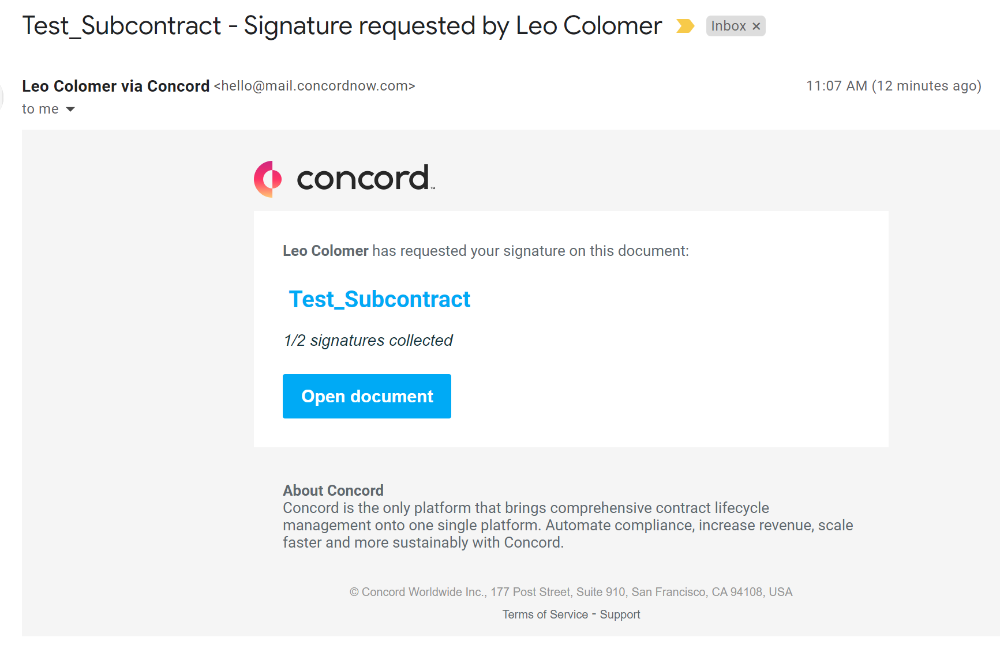 Test_Subcontract - Signature requested by Leo Colomer Inbox ×
Leo Colomer via Concord <hello@mail.concordnow.com> 11:07 AM (12 minutes ago)
to me
concord™
Leo Colomer has requested your signature on this document:
Test_Subcontract
1/2 signatures collected
Open document
About Concord
Concord is the only platform that brings comprehensive contract lifecycle
management onto one single platform. Automate compliance, increase revenue, scale
faster and more sustainably with Concord.
© Concord Worldwide Inc., 177 Post Street, Suite 910, San Francisco, CA 94108, USA
Terms of Service - Support